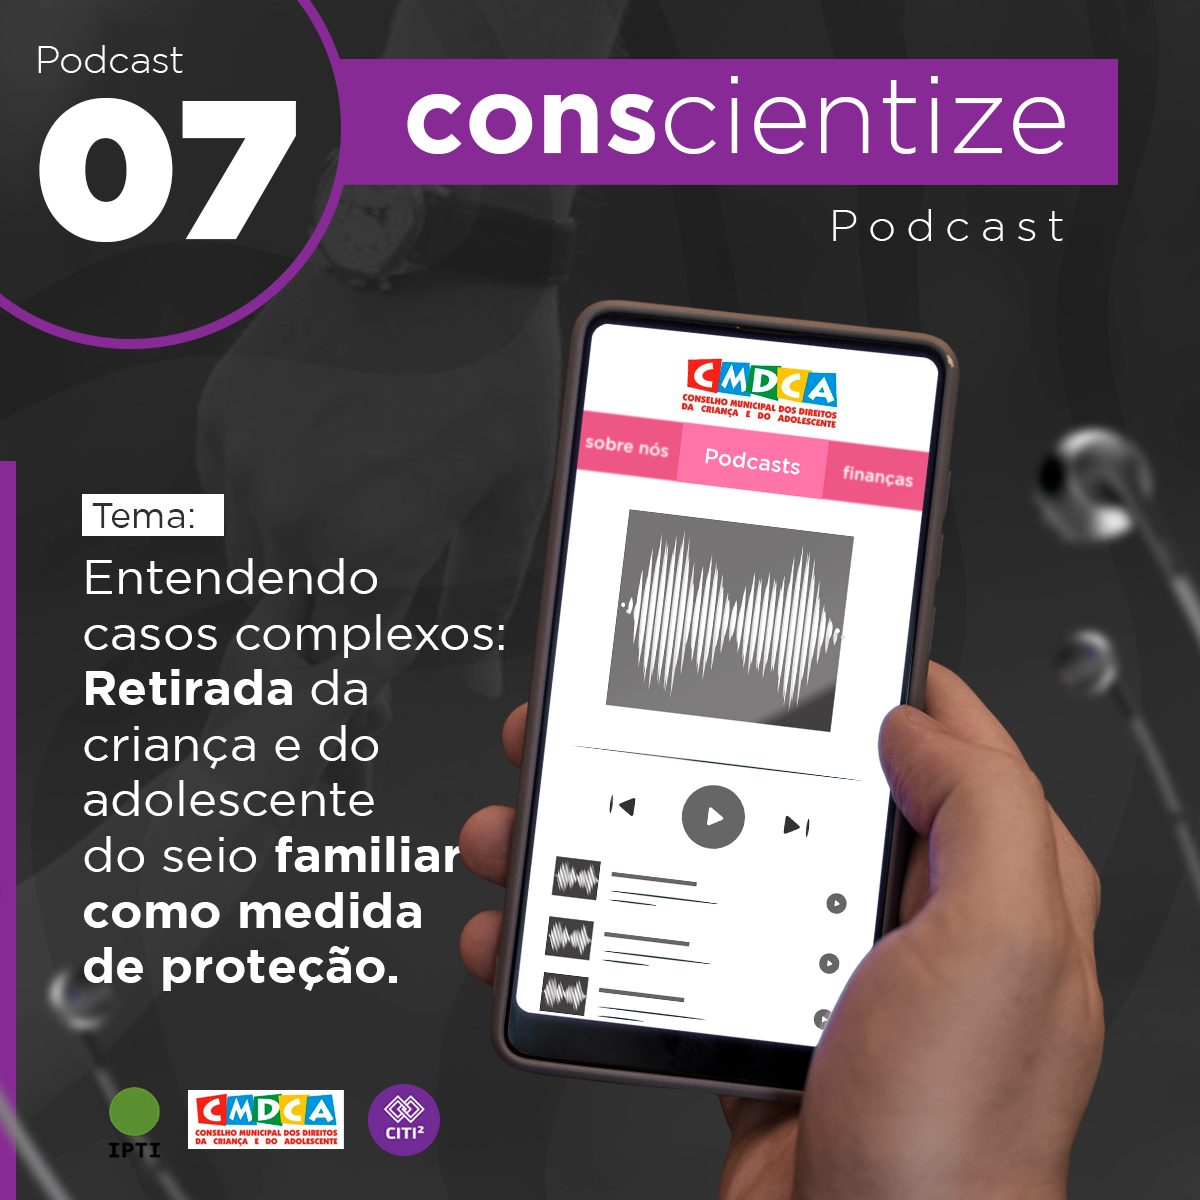 Podcast
07
conscientize
Podcast
CMDCA
CONSELHO MUNICIPAL DOS DIREITOS
DA CRIANÇA E DO ADOLESCENTE
sobre nós
Podcasts
finanças
Tema:
Entendendo
casos complexos:
Retirada da
criança e do
adolescente
do seio familiar
como medida
de proteção.
IPTI
CMDCA
CONSELHO MUNICIPAL DOS DIREITOS
DA CRIANÇA E DO ADOLESCENTE
CITI²